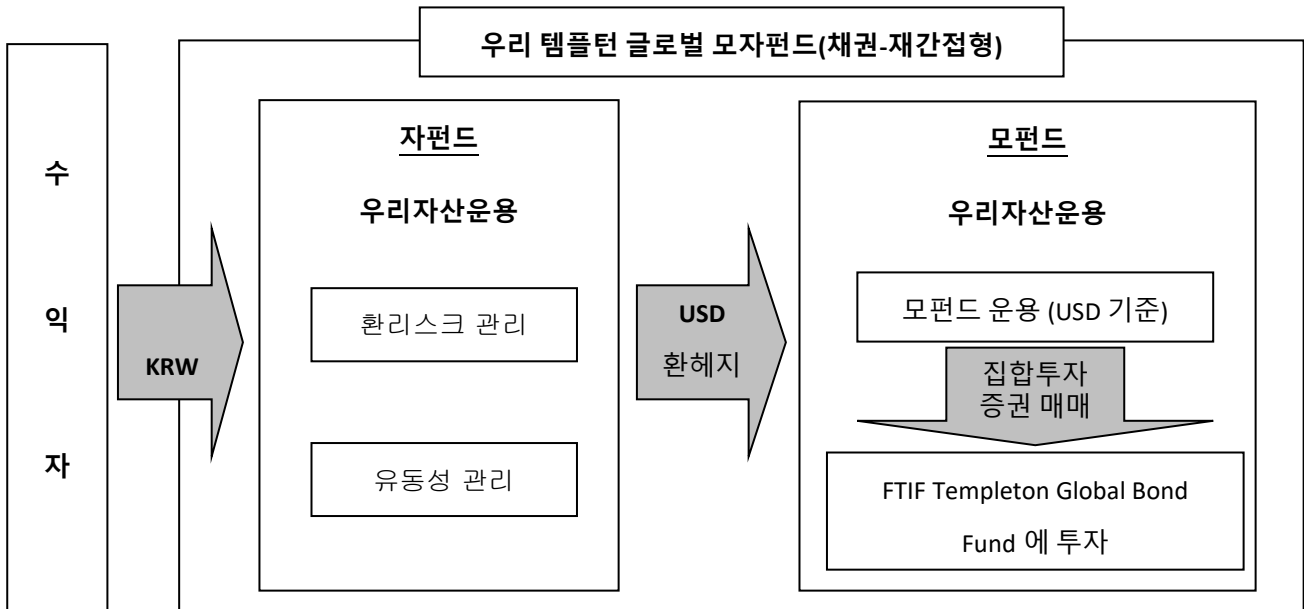 우리 템플턴 글로벌 모자펀드(채권-재간접형)
수
익
자
KRW
자펀드
우리자산운용
환리스크 관리
유동성 관리
USD
환헤지
모펀드
우리자산운용
모펀드 운용 (USD 기준)
집합투자
증권 매매
FTIF Templeton Global Bond
Fund 에 투자